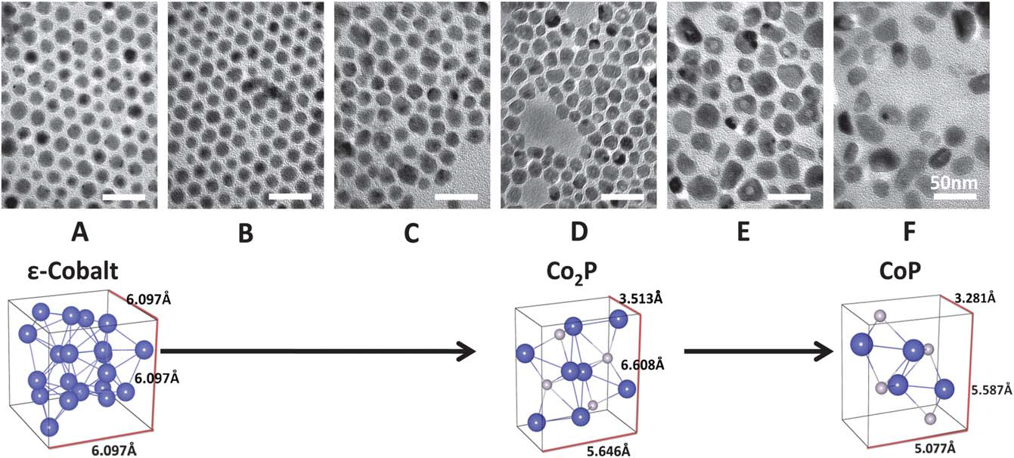 50nm
A B C D E F
ε-Cobalt Co₂P CoP
6.097Å 3.513Å 3.281Å
6.097Å 6.608Å 5.587Å
6.097Å 5.646Å 5.077Å